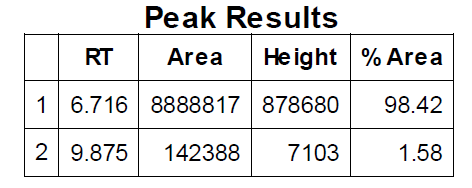 Peak Results
RT Area Height % Area
1 6.716 8888817 878680 98.42
2 9.875 142388 7103 1.58